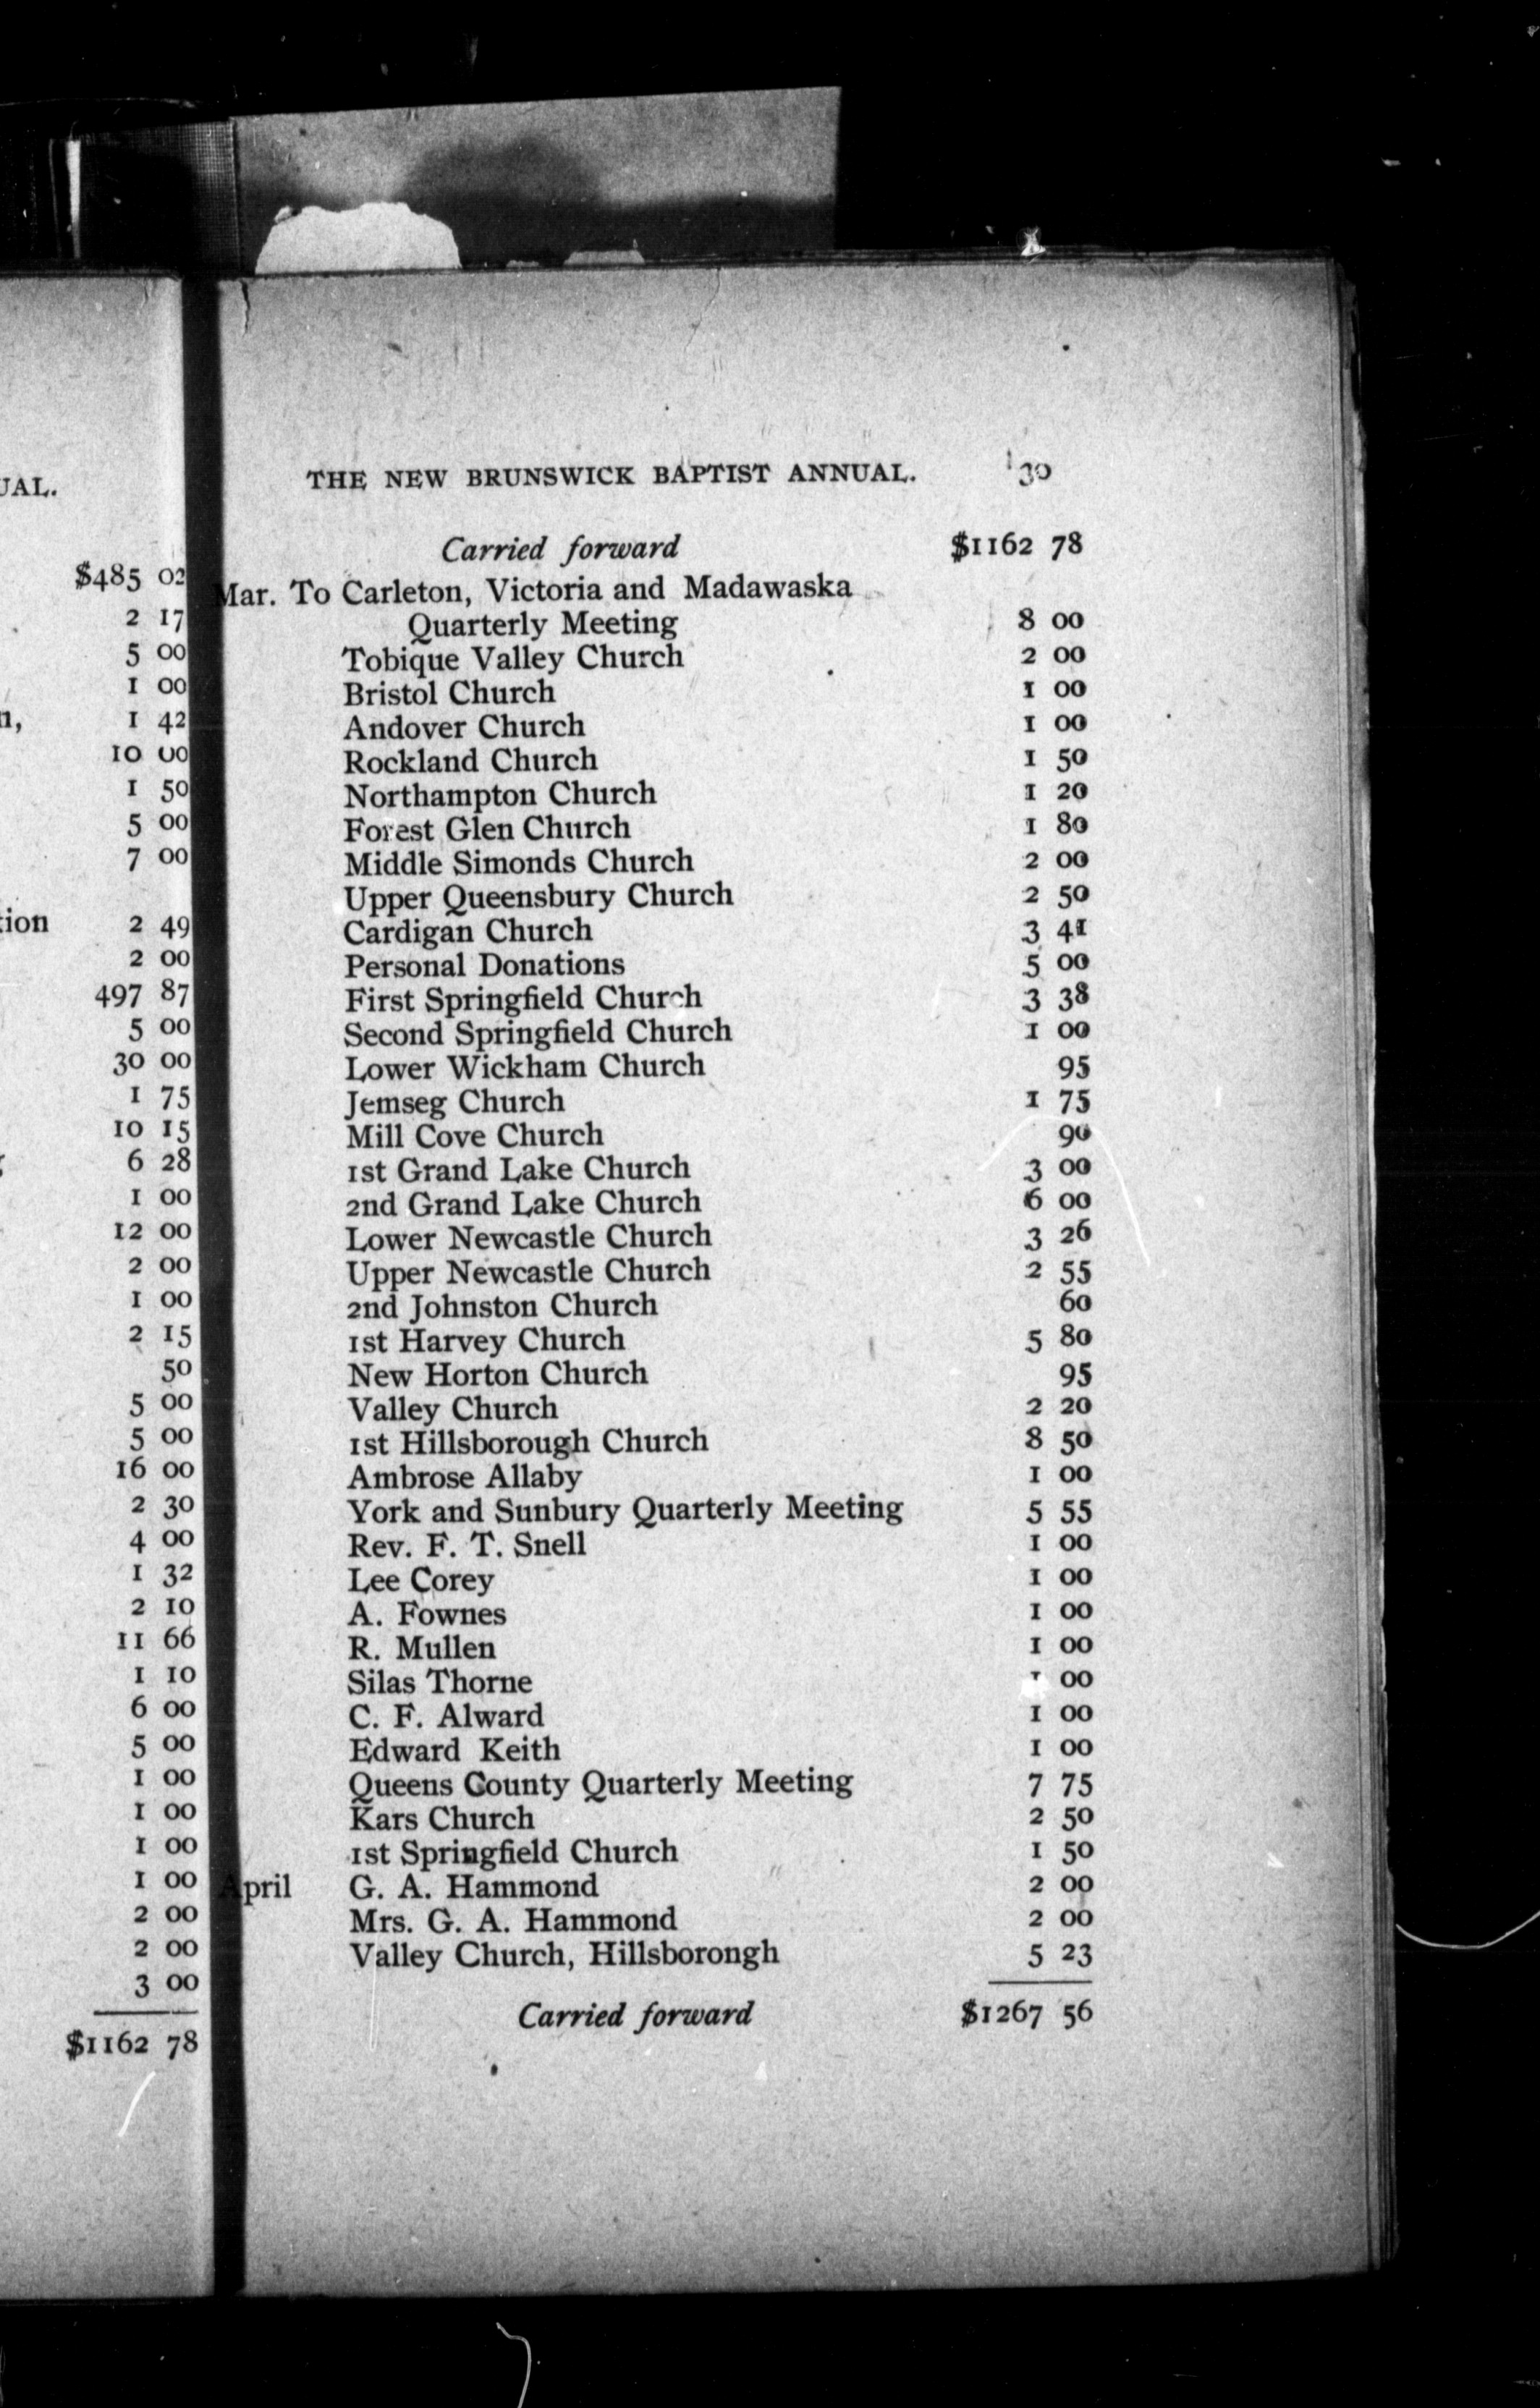 UAL.
$485 02
2 17
5 00
1 00
n, 1 42
10 00
1 50
5 00
7 00
tion 2 49
2 00
497 87
5 00
30 00
1 75
10 15
6 28
1 00
12 00
2 00
1 00
2 15
50
5 00
5 00
16 00
2 30
4 00
1 32
2 10
11 66
1 10
6 00
5 00
1 00
1 00
1 00
1 00
2 00
2 00
3 00
$1162 78
THE NEW BRUNSWICK BAPTIST ANNUAL. 30
Carried forward $1162 78
Mar. To Carleton, Victoria and Madawaska
Quarterly Meeting 8 00
Tobique Valley Church 2 00
Bristol Church 1 00
Andover Church 1 00
Rockland Church 1 50
Northampton Church 1 20
Forest Glen Church 1 80
Middle Simonds Church 2 00
Upper Queensbury Church 2 50
Cardigan Church 3 41
Personal Donations 5 00
First Springfield Church 3 38
Second Springfield Church 1 00
Lower Wickham Church 95
Jemseg Church 1 75
Mill Cove Church 90
1st Grand Lake Church 3 00
2nd Grand Lake Church 6 00
Lower Newcastle Church 3 26
Upper Newcastle Church 2 55
2nd Johnston Church 60
1st Harvey Church 5 80
New Horton Church 95
Valley Church 2 20
1st Hillsborough Church 8 50
Ambrose Allaby 1 00
York and Sunbury Quarterly Meeting 5 55
Rev. F. T. Snell 1 00
Lee Corey 1 00
A. Fownes 1 00
R. Mullen 1 00
Silas Thorne 1 00
C. F. Alward 1 00
Edward Keith 1 00
Queens County Quarterly Meeting 7 75
Kars Church 2 50
1st Springfield Church 1 50
April G. A. Hammond 2 00
Mrs. G. A. Hammond 2 00
Valley Church, Hillsborongh 5 23
Carried forward $1267 56